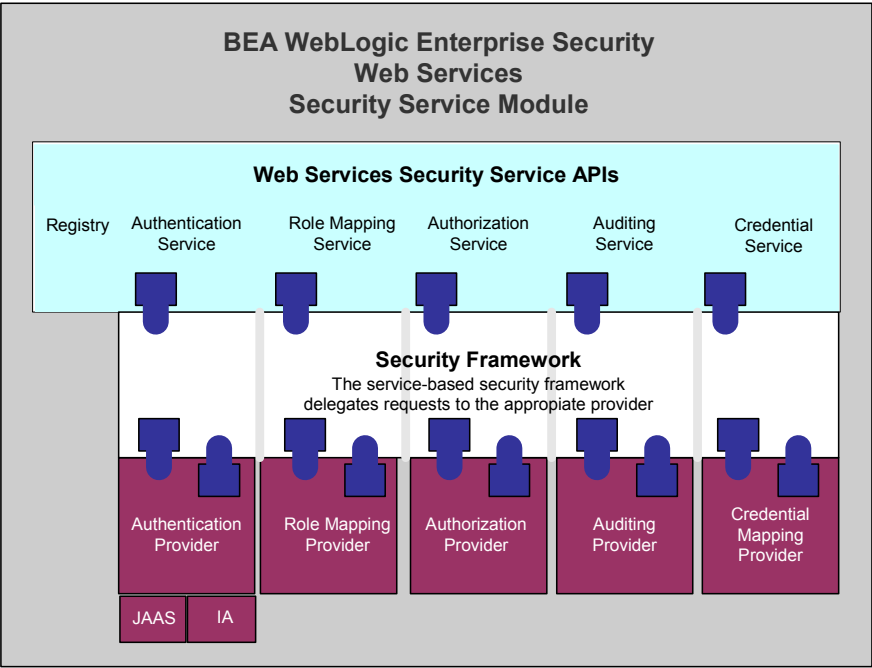 BEA WebLogic Enterprise Security
Web Services
Security Service Module
Web Services Security Service APIs
Registry
Authentication
Service
Role Mapping
Service
Authorization
Service
Auditing
Service
Credential
Service
Security Framework
The service-based security framework
delegates requests to the appropiate provider
Authentication
Provider
Role Mapping
Provider
Authorization
Provider
Auditing
Provider
Credential
Mapping
Provider
JAAS
IA